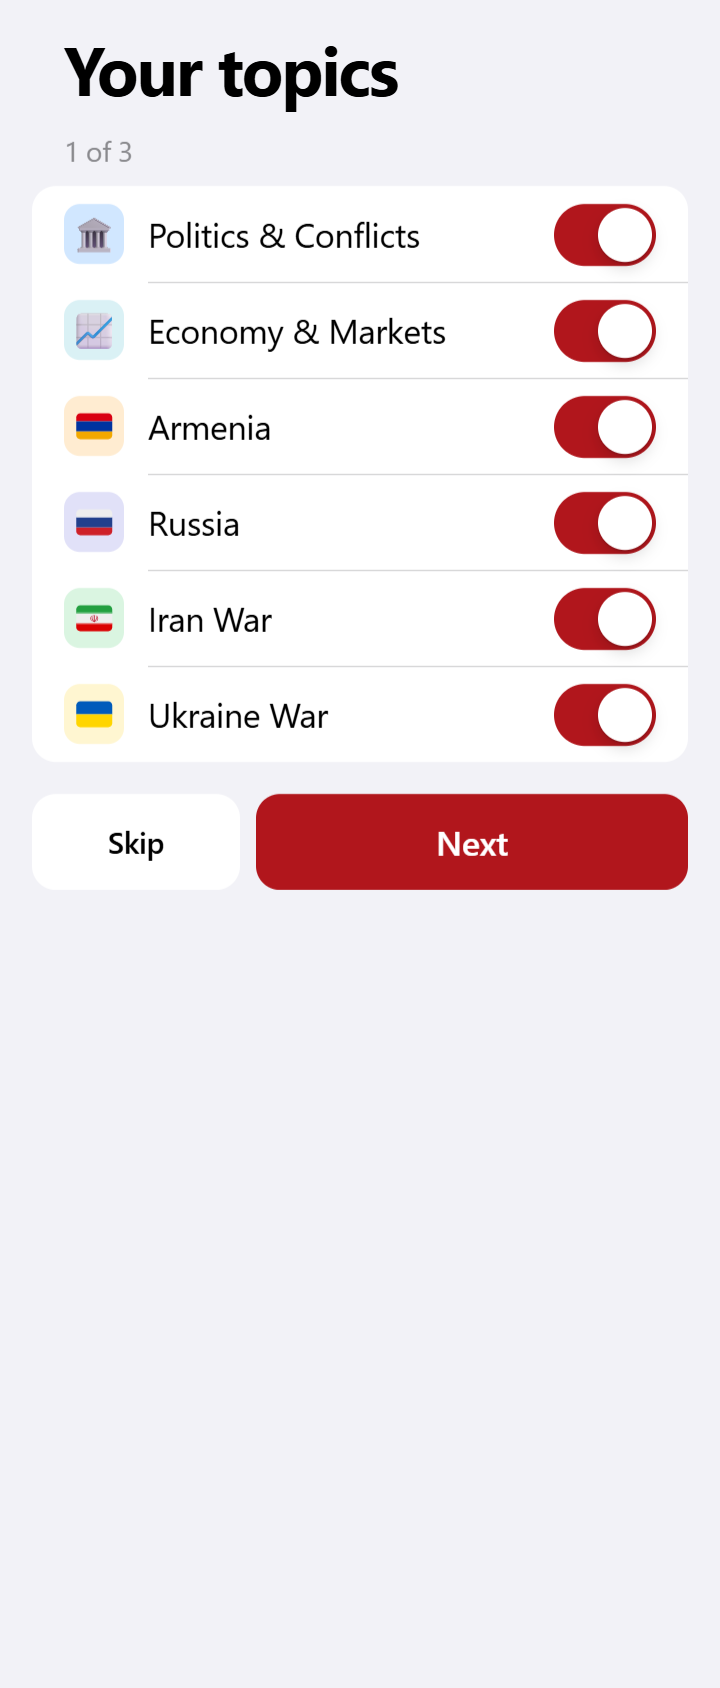 Your topics
1 of 3
Politics & Conflicts
Economy & Markets
Armenia
Russia
Iran War
Ukraine War
Skip
Next